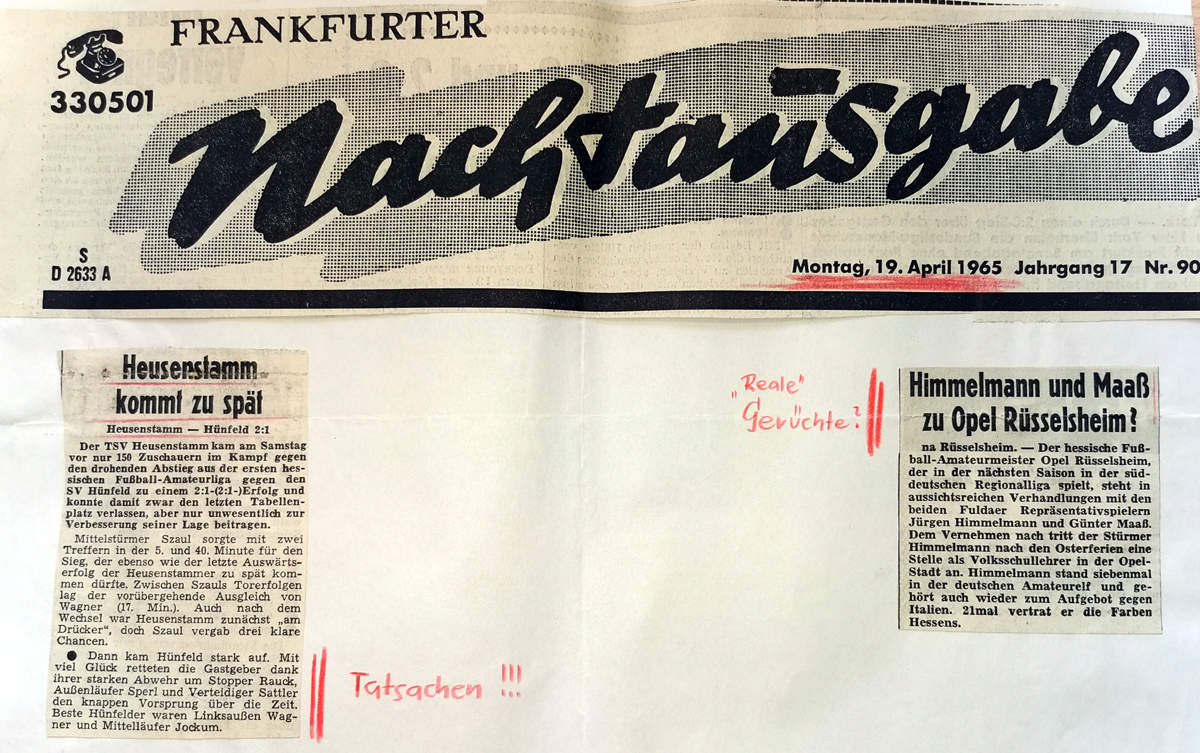 FRANKFURTER
330501
Nachtausgabe
S
D 2633 A
Montag, 19. April 1965 Jahrgang 17 Nr. 90
Heusenstamm
kommt zu spät
Heusenstamm — Hünfeld 2:1
Der TSV Heusenstamm kam am Samstag
vor nur 150 Zuschauern im Kampf gegen
den drohenden Abstieg aus der ersten hes-
sischen Fußball-Amateurliga gegen den
SV Hünfeld zu einem 2:1-(2:1-)Erfolg und
konnte damit zwar den letzten Tabellen-
platz verlassen, aber nur unwesentlich zur
Verbesserung seiner Lage beitragen.
Mittelstürmer Szaul sorgte mit zwei
Treffern in der 5. und 40. Minute für den
Sieg, der ebenso wie der letzte Auswärts-
erfolg der Heusenstammer zu spät kom-
men dürfte. Zwischen Szauls Torerfolgen
lag der vorübergehende Ausgleich von
Wagner (17. Min.). Auch nach dem
Wechsel war Heusenstamm zunächst „am
Drücker“, doch Szaul vergab drei klare
Chancen.
● Dann kam Hünfeld stark auf. Mit
viel Glück retteten die Gastgeber dank
ihrer starken Abwehr um Stopper Rauck,
Außenläufer Sperl und Verteidiger Sattler
den knappen Vorsprung über die Zeit.
Beste Hünfelder waren Linksaußen Wag-
ner und Mittelläufer Jockum.
Tatsachen !!!
„Reale“
Gerüchte?
Himmelmann und Maaß
zu Opel Rüsselsheim?
na Rüsselsheim. — Der hessische Fuß-
ball-Amateurmeister Opel Rüsselsheim,
der in der nächsten Saison in der süd-
deutschen Regionalliga spielt, steht in
aussichtsreichen Verhandlungen mit den
beiden Fuldaer Repräsentativspielern
Jürgen Himmelmann und Günter Maaß.
Dem Vernehmen nach tritt der Stürmer
Himmelmann nach den Osterferien eine
Stelle als Volksschullehrer in der Opel-
Stadt an. Himmelmann stand siebenmal
in der deutschen Amateurelf und ge-
hört auch wieder zum Aufgebot gegen
Italien. 21mal vertrat er die Farben
Hessens.